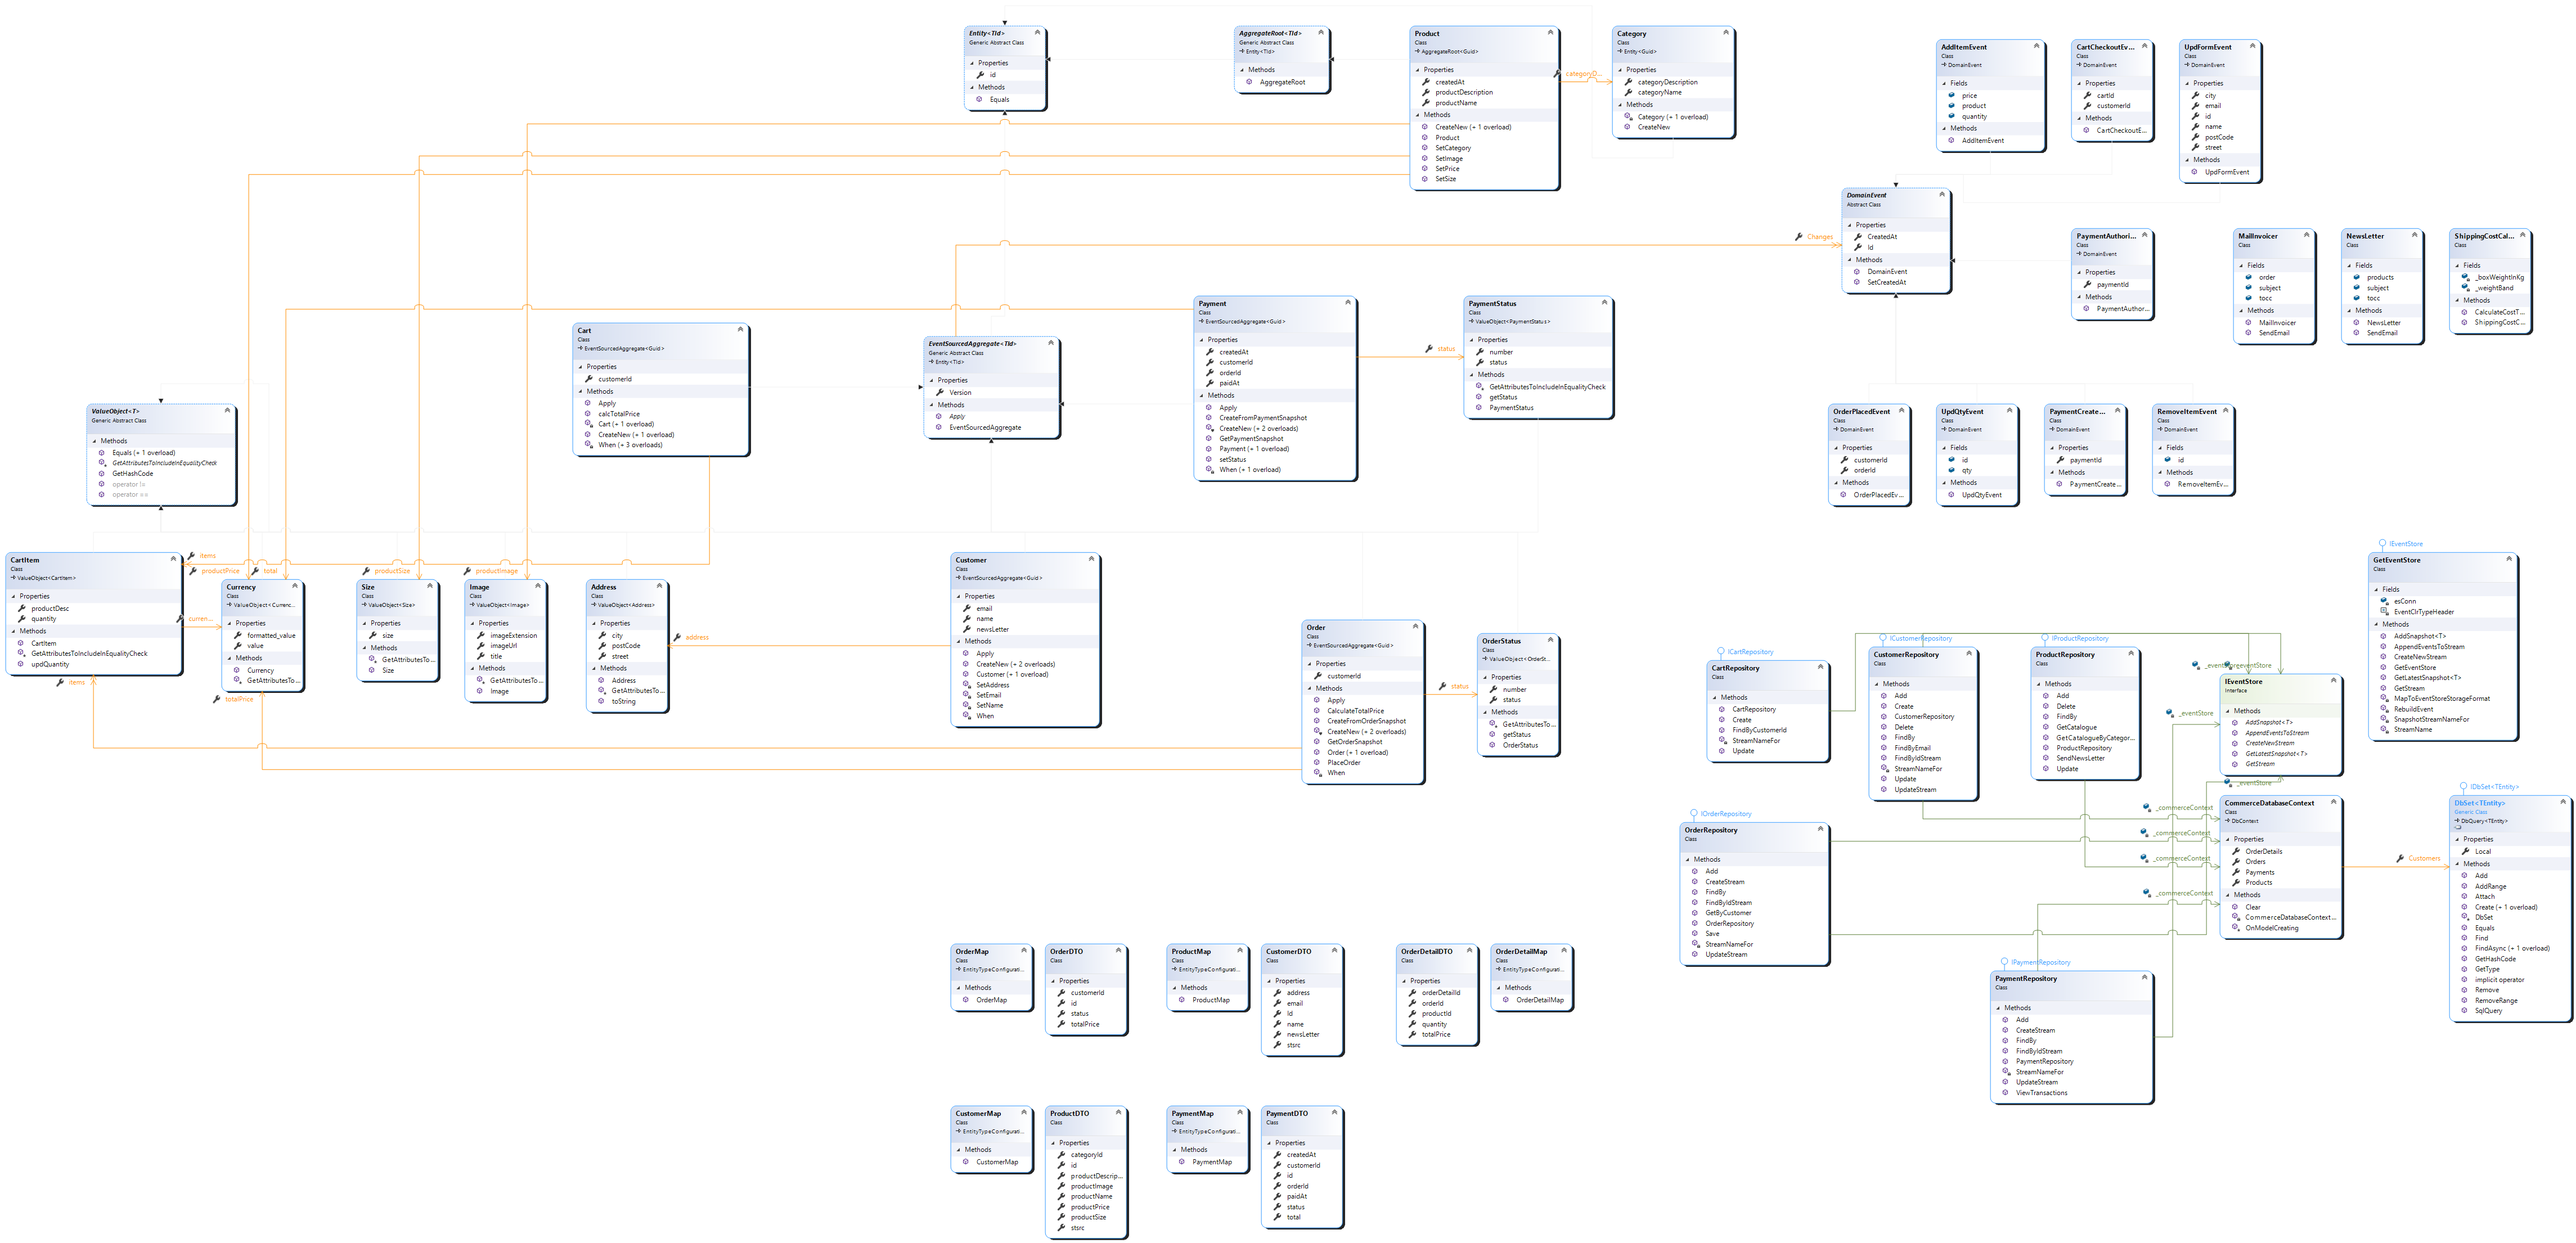 Entity<TId>
Generic Abstract Class
Properties
id
Methods
Equals
AggregateRoot<TId>
Generic Abstract Class
Entity<TId>
Methods
AggregateRoot
Product
Class
AggregateRoot<Guid>
Properties
createdAt
productDescription
productName
Methods
CreateNew (+ 1 overload)
Product
SetCategory
SetImage
SetPrice
SetSize
categoryD...
Category
Class
Entity<Guid>
Properties
categoryDescription
categoryName
Methods
Category (+ 1 overload)
CreateNew
AddItemEvent
Class
DomainEvent
Fields
price
product
quantity
Methods
AddItemEvent
CartCheckoutEv...
Class
DomainEvent
Properties
cartId
customerId
Methods
CartCheckoutE...
UpdFormEvent
Class
DomainEvent
Properties
city
email
id
name
postCode
street
Methods
UpdFormEvent
DomainEvent
Abstract Class
Properties
CreatedAt
Id
Methods
DomainEvent
SetCreatedAt
Changes
PaymentAuthori...
Class
DomainEvent
Properties
paymentId
Methods
PaymentAuthor...
MailInvoicer
Class
Fields
order
subject
tocc
Methods
MailInvoicer
SendEmail
NewsLetter
Class
Fields
products
subject
tocc
Methods
NewsLetter
SendEmail
ShippingCostCal...
Class
Fields
_boxWeightInKg
_weightBand
Methods
CalculateCostT...
ShippingCostC...
ValueObject<T>
Generic Abstract Class
Methods
Equals (+ 1 overload)
GetAttributesToIncludeInEqualityCheck
GetHashCode
operator !=
operator ==
Cart
Class
EventSourcedAggregate<Guid>
Properties
customerId
Methods
Apply
calcTotalPrice
Cart (+ 1 overload)
CreateNew (+ 1 overload)
When (+ 3 overloads)
EventSourcedAggregate<TId>
Generic Abstract Class
Entity<TId>
Properties
Version
Methods
Apply
EventSourcedAggregate
Payment
Class
EventSourcedAggregate<Guid>
Properties
createdAt
customerId
orderId
paidAt
Methods
Apply
CreateFromPaymentSnapshot
CreateNew (+ 2 overloads)
GetPaymentSnapshot
Payment (+ 1 overload)
setStatus
When (+ 1 overload)
status
PaymentStatus
Class
ValueObject<PaymentStatus>
Properties
number
status
Methods
GetAttributesToIncludeInEqualityCheck
getStatus
PaymentStatus
OrderPlacedEvent
Class
DomainEvent
Properties
customerId
orderId
Methods
OrderPlacedEv...
UpdQtyEvent
Class
DomainEvent
Fields
id
qty
Methods
UpdQtyEvent
PaymentCreate...
Class
DomainEvent
Properties
paymentId
Methods
PaymentCreate...
RemoveItemEvent
Class
DomainEvent
Fields
id
Methods
RemoveItemEv...
CartItem
Class
ValueObject<CartItem>
Properties
productDesc
quantity
Methods
CartItem
GetAttributesToIncludeInEqualityCheck
updQuantity
items
productPrice
total
productSize
productImage
curren...
items
totalPrice
Currency
Class
ValueObject<Currenc...
Properties
formatted_value
value
Methods
Currency
GetAttributesTo...
Size
Class
ValueObject<Size>
Properties
size
Methods
GetAttributesTo...
Size
Image
Class
ValueObject<Image>
Properties
imageExtension
imageUrl
title
Methods
GetAttributesTo...
Image
Address
Class
ValueObject<Address>
Properties
city
postCode
street
Methods
Address
GetAttributesTo...
toString
address
Customer
Class
EventSourcedAggregate<Guid>
Properties
email
name
newsLetter
Methods
Apply
CreateNew (+ 2 overloads)
Customer (+ 1 overload)
SetAddress
SetEmail
SetName
When
Order
Class
EventSourcedAggregate<Guid>
Properties
customerId
Methods
Apply
CalculateTotalPrice
CreateFromOrderSnapshot
CreateNew (+ 2 overloads)
GetOrderSnapshot
Order (+ 1 overload)
PlaceOrder
When
status
OrderStatus
Class
ValueObject<OrderSt...
Properties
number
status
Methods
GetAttributesTo...
getStatus
OrderStatus
ICartRepository
CartRepository
Class
Methods
CartRepository
Create
FindByCustomerId
StreamNameFor
Update
ICustomerRepository
CustomerRepository
Class
Methods
Add
Create
CustomerRepository
Delete
FindBy
FindByEmail
FindByIdStream
StreamNameFor
Update
UpdateStream
IProductRepository
ProductRepository
Class
Methods
Add
Delete
FindBy
GetCatalogue
GetCatalogueByCategor...
ProductRepository
SendNewsLetter
Update
_eventStore
_eventStore
_eventStore
IEventStore
Interface
Methods
AddSnapshot<T>
AppendEventsToStream
CreateNewStream
GetLatestSnapshot<T>
GetStream
IEventStore
GetEventStore
Class
Fields
esConn
EventClrTypeHeader
Methods
AddSnapshot<T>
AppendEventsToStream
CreateNewStream
GetEventStore
GetLatestSnapshot<T>
GetStream
MapToEventStoreStorageFormat
RebuildEvent
SnapshotStreamNameFor
StreamName
IOrderRepository
OrderRepository
Class
Methods
Add
CreateStream
FindBy
FindByIdStream
GetByCustomer
OrderRepository
Save
StreamNameFor
UpdateStream
_commerceContext
_commerceContext
_commerceContext
_commerceContext
CommerceDatabaseContext
Class
DbContext
Properties
OrderDetails
Orders
Payments
Products
Methods
Clear
CommerceDatabaseContext...
OnModelCreating
Customers
IDbSet<TEntity>
DbSet<TEntity>
Generic Class
DbQuery<TEntity>
Properties
Local
Methods
Add
AddRange
Attach
Create (+ 1 overload)
DbSet
Equals
Find
FindAsync (+ 1 overload)
GetHashCode
GetType
implicit operator
Remove
RemoveRange
SqlQuery
IPaymentRepository
PaymentRepository
Class
Methods
Add
CreateStream
FindBy
FindByIdStream
PaymentRepository
StreamNameFor
UpdateStream
ViewTransactions
OrderMap
Class
EntityTypeConfigurati...
Methods
OrderMap
OrderDTO
Class
Properties
customerId
id
status
totalPrice
ProductMap
Class
EntityTypeConfigurati...
Methods
ProductMap
CustomerDTO
Class
Properties
address
email
Id
name
newsLetter
stsrc
OrderDetailDTO
Class
Properties
orderDetailId
orderId
productId
quantity
totalPrice
OrderDetailMap
Class
EntityTypeConfigurati...
Methods
OrderDetailMap
CustomerMap
Class
EntityTypeConfigurati...
Methods
CustomerMap
ProductDTO
Class
Properties
categoryId
id
productDescrip...
productImage
productName
productPrice
productSize
stsrc
PaymentMap
Class
EntityTypeConfigurati...
Methods
PaymentMap
PaymentDTO
Class
Properties
createdAt
customerId
id
orderId
paidAt
status
total